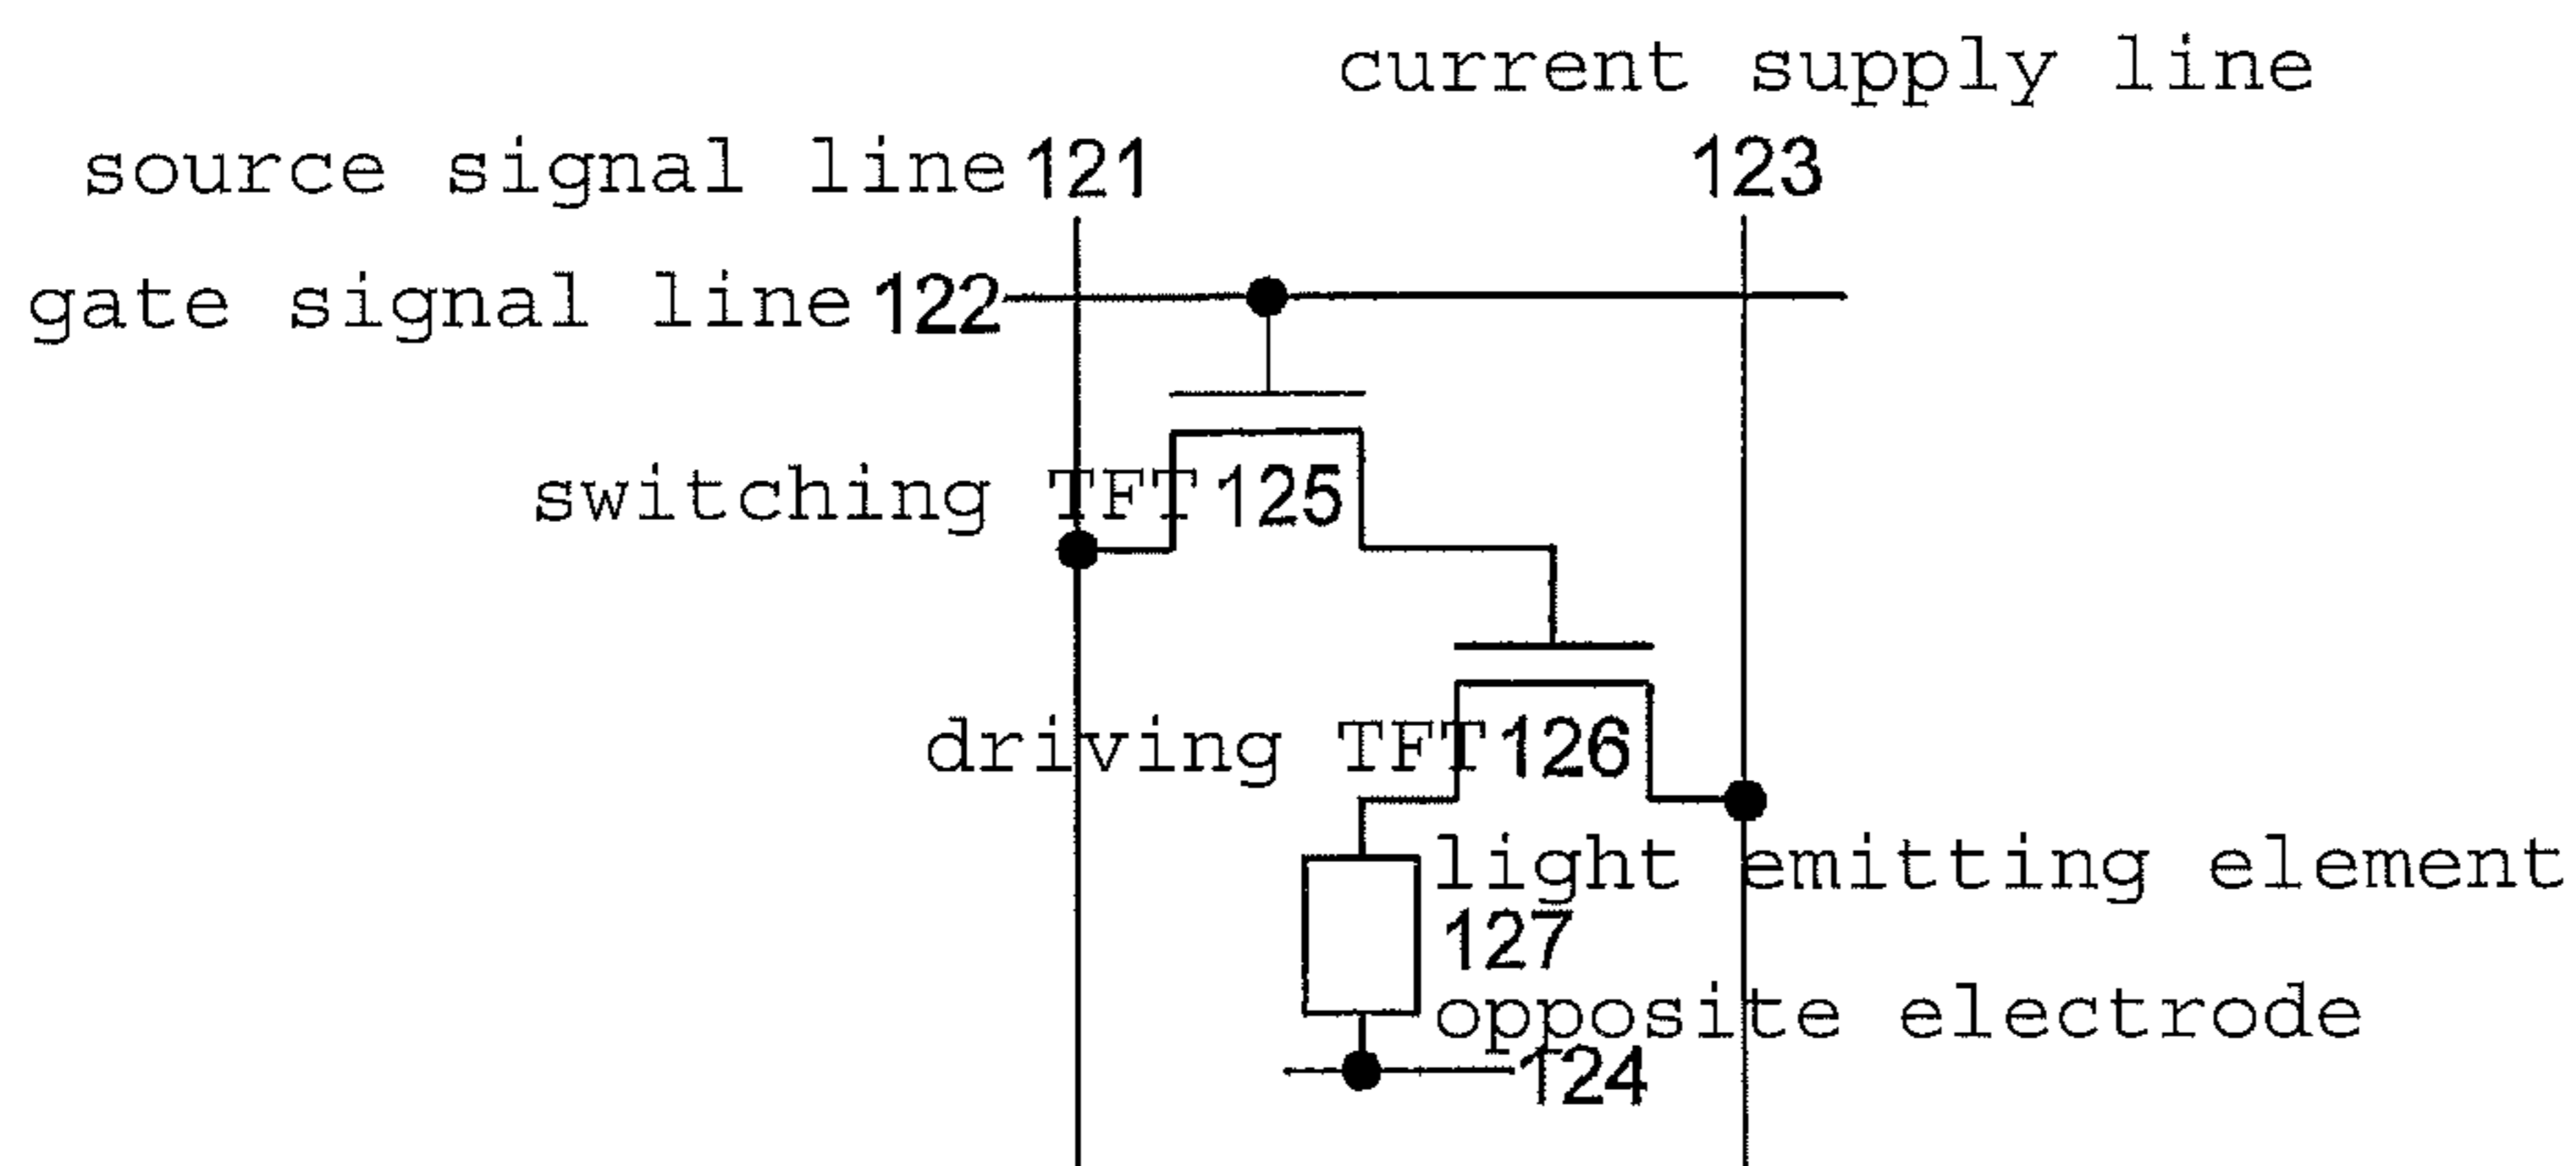 current supply line
123
source signal line 121
gate signal line 122
switching TFT 125
driving TFT 126
light emitting element
127
opposite electrode
124